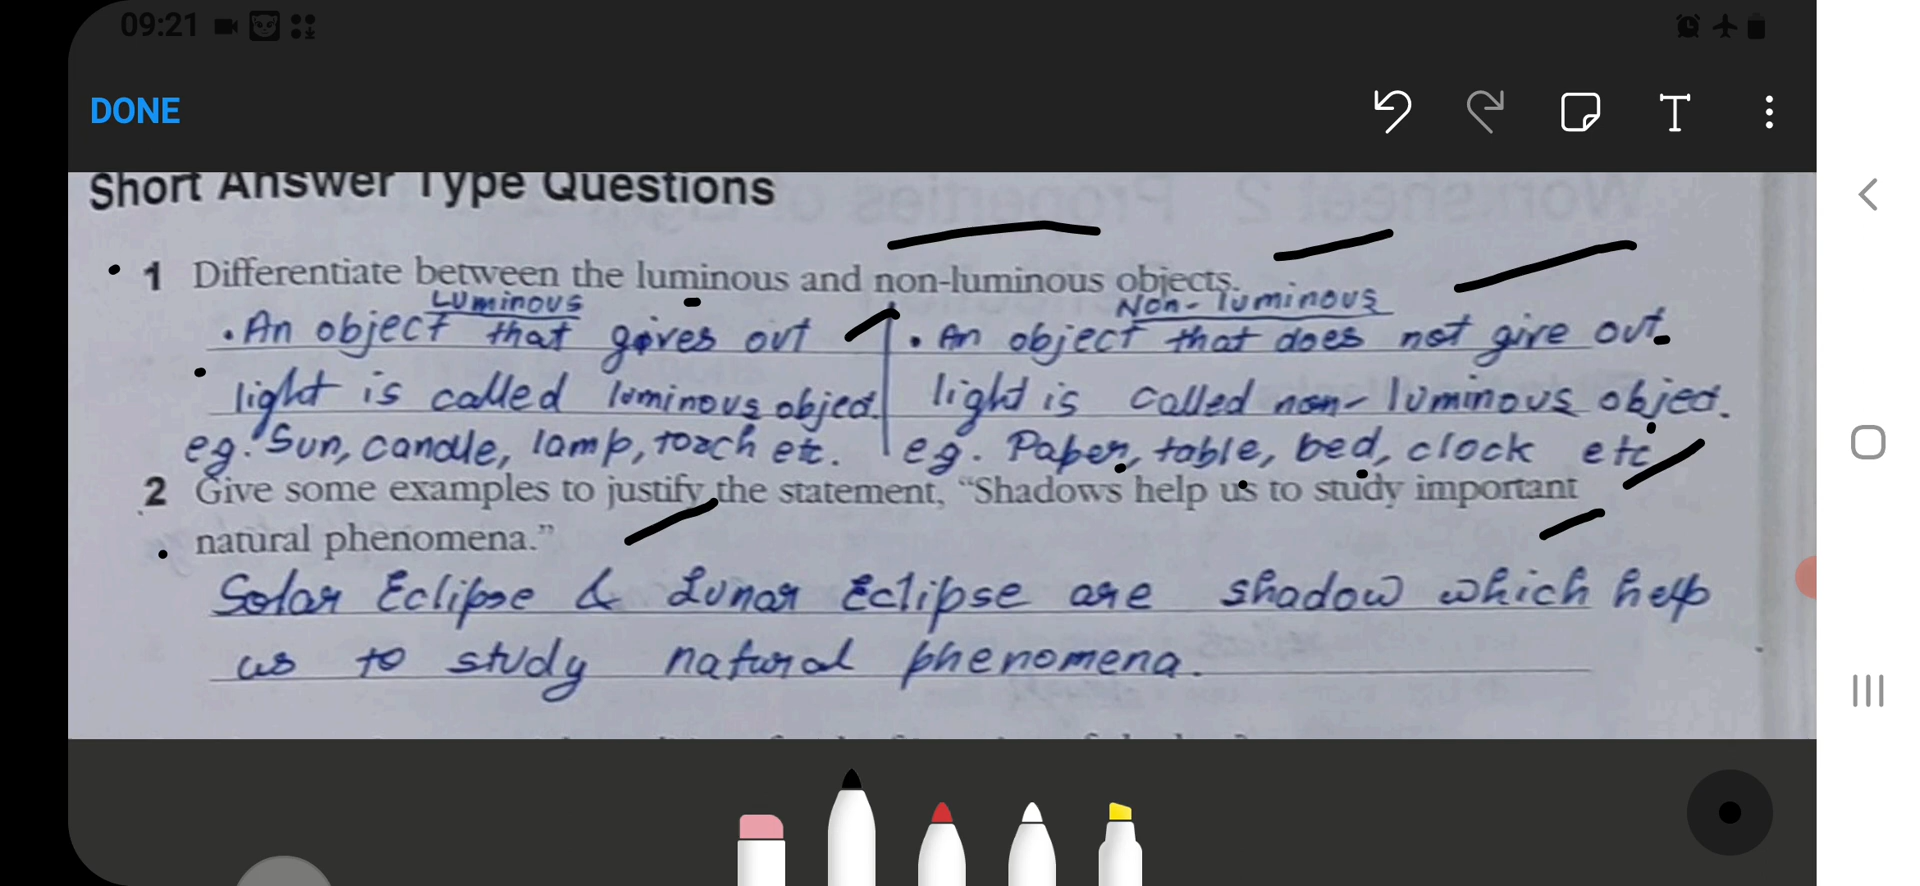 09:21
DONE
T
Short Answer Type Questions
1 Differentiate between the luminous and non-luminous objects.
Luminous
Non-luminous
• An object that gives out
• An object that does not give out
light is called luminous object.
light is called non-luminous object.
eg. Sun, candle, lamp, torch etc.
eg. Paper, table, bed, clock etc
2 Give some examples to justify the statement, “Shadows help us to study important
natural phenomena.”
Solar Eclipse & Lunar Eclipse are shadow which help
us to study natural phenomena.